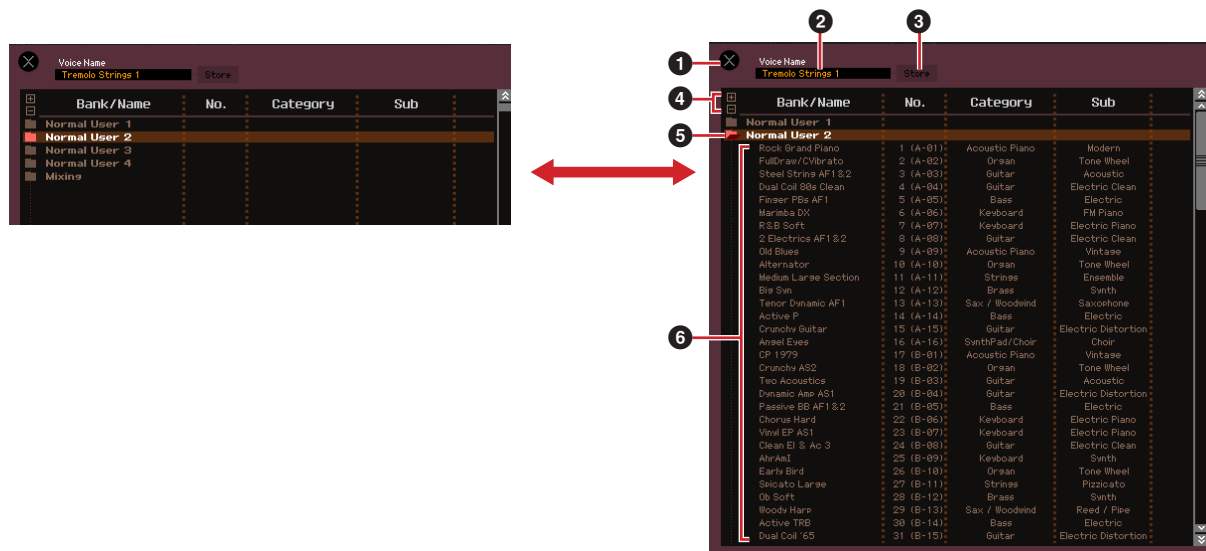 Voice Name
Tremolo Strings 1 Store
Bank/Name No. Category Sub
Normal User 1
Normal User 2
Normal User 3
Normal User 4
Mixing
2 3
1
Voice Name
Tremolo Strings 1 Store
4
Bank/Name No. Category Sub
Normal User 1
5
Normal User 2
Rock Grand Piano 1 (A-01) Acoustic Piano Modern
FullDraw/CVibrato 2 (A-02) Organ Tone Wheel
Steel String AF1&2 3 (A-03) Guitar Acoustic
Dual Coil 80s Clean 4 (A-04) Guitar Electric Clean
Finger PBs AF1 5 (A-05) Bass Electric
Marimba DX 6 (A-06) Keyboard FM Piano
R&B Soft 7 (A-07) Keyboard Electric Piano
2 Electrics AF1&2 8 (A-08) Guitar Electric Clean
Old Blues 9 (A-09) Acoustic Piano Vintage
Alternator 10 (A-10) Organ Tone Wheel
Medium Large Section 11 (A-11) Strings Ensemble
Big Syn 12 (A-12) Brass Synth
Tenor Dynamic AF1 13 (A-13) Sax / Woodwind Saxophone
Active P 14 (A-14) Bass Electric
Crunchy Guitar 15 (A-15) Guitar Electric Distortion
6
Angel Eyes 16 (A-16) SynthPad/Choir Choir
CP 1979 17 (B-01) Acoustic Piano Vintage
Crunchy AS2 18 (B-02) Organ Tone Wheel
Two Acoustics 19 (B-03) Guitar Acoustic
Dynamic Amp AS1 20 (B-04) Guitar Electric Distortion
Passive BB AF1&2 21 (B-05) Bass Electric
Chorus Hard 22 (B-06) Keyboard Electric Piano
Vinyl EP AS1 23 (B-07) Keyboard Electric Piano
Clean El & Ac 3 24 (B-08) Guitar Electric Clean
AhrAmI 25 (B-09) Keyboard Synth
Early Bird 26 (B-10) Organ Tone Wheel
Spicato Large 27 (B-11) Strings Pizzicato
Ob Soft 28 (B-12) Brass Synth
Woody Harp 29 (B-13) Sax / Woodwind Reed / Pipe
Active TRB 30 (B-14) Bass Electric
Dual Coil '65 31 (B-15) Guitar Electric Distortion